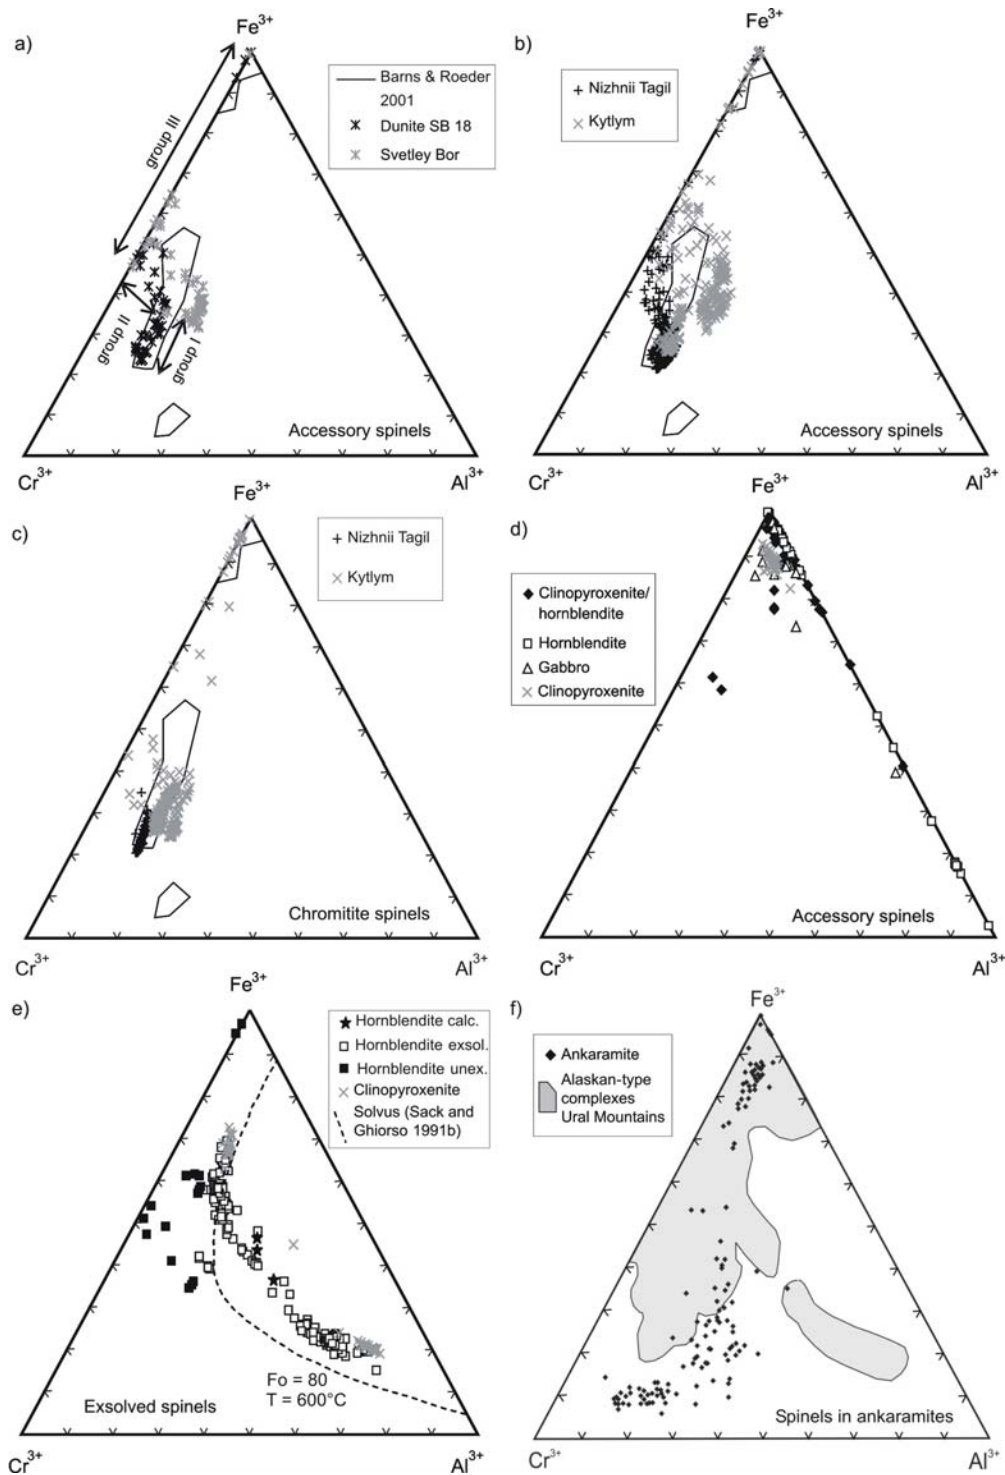 a)
Fe3+
Barns & Roeder
2001
Dunite SB 18
Svetley Bor
group III
group II
group I
Accessory spinels
Cr3+
Al3+
b)
Fe3+
Nizhnii Tagil
Kytlym
Accessory spinels
Cr3+
Al3+
c)
Fe3+
Nizhnii Tagil
Kytlym
Chromitite spinels
Cr3+
Al3+
d)
Fe3+
Clinopyroxenite/
hornblendite
Hornblendite
Gabbro
Clinopyroxenite
Accessory spinels
Cr3+
Al3+
e)
Fe3+
Hornblendite calc.
Hornblendite exsol.
Hornblendite unex.
Clinopyroxenite
Solvus (Sack and
Ghiorso 1991b)
Fo = 80
T = 600°C
Exsolved spinels
Cr3+
Al3+
f)
Fe3+
Ankaramite
Alaskan-type
complexes
Ural Mountains
Spinels in ankaramites
Cr3+
Al3+